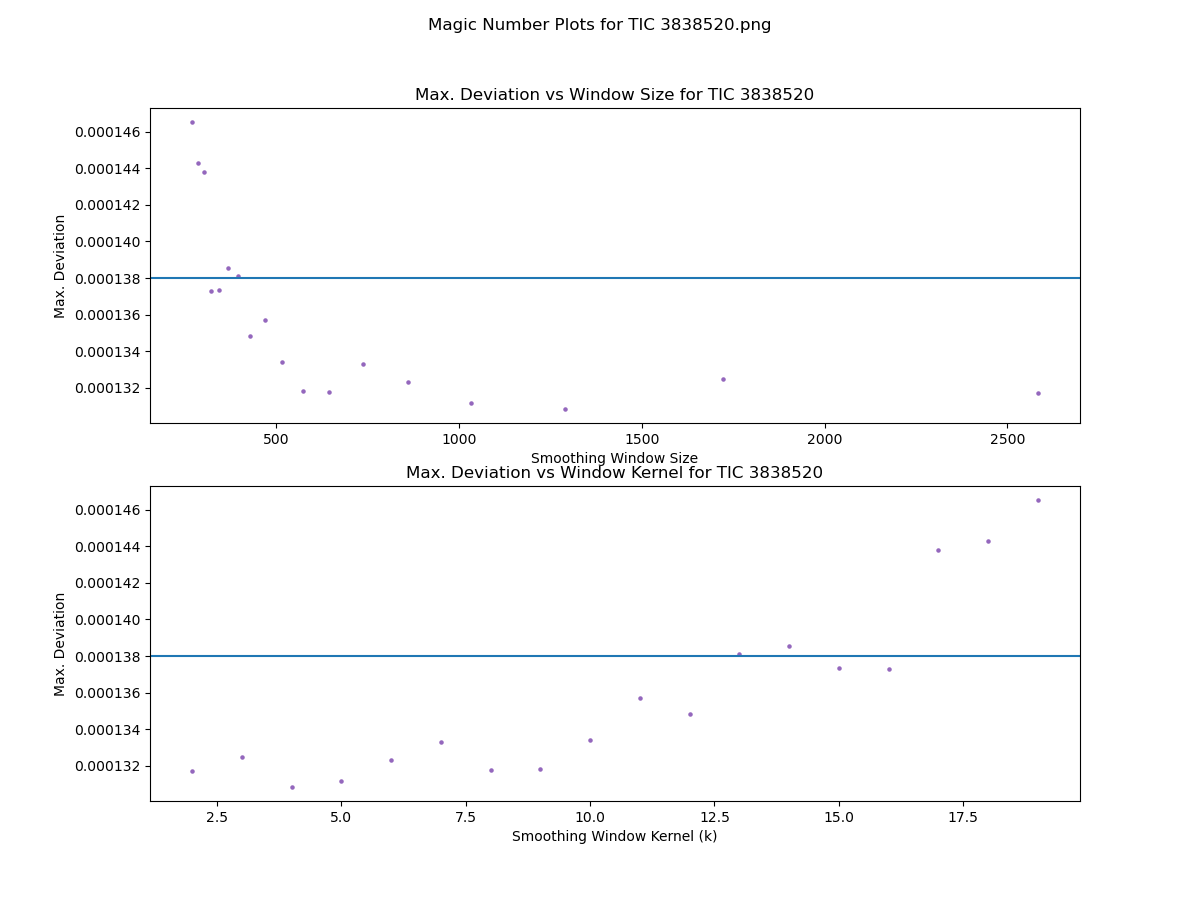 Magic Number Plots for TIC 3838520.png
Max. Deviation vs Window Size for TIC 3838520
0.000146
0.000144
0.000142
0.000140
0.000138
0.000136
0.000134
0.000132
Max. Deviation
500 1000 1500 2000 2500
Smoothing Window Size
Max. Deviation vs Window Kernel for TIC 3838520
0.000146
0.000144
0.000142
0.000140
0.000138
0.000136
0.000134
0.000132
Max. Deviation
2.5 5.0 7.5 10.0 12.5 15.0 17.5
Smoothing Window Kernel (k)